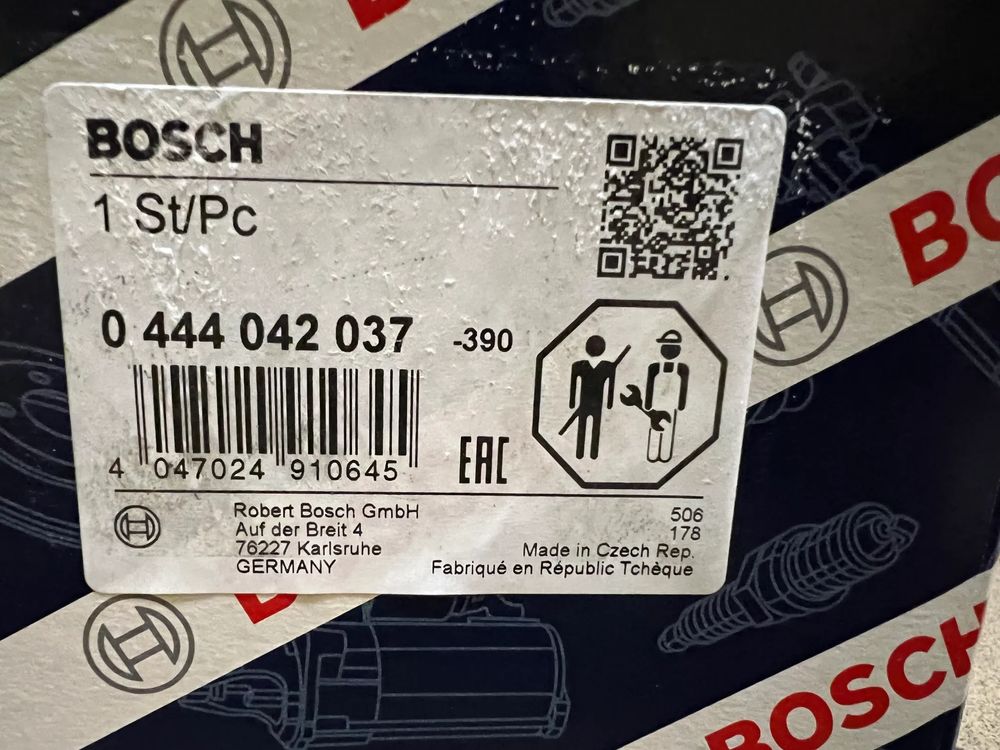 BOSCH
1 St/Pc
0 444 042 037 -390
4 047024 910645
EAC
Robert Bosch GmbH
Auf der Breit 4
76227 Karlsruhe
GERMANY
506
178
Made in Czech Rep.
Fabriqué en Républic Tchèque
BO
BOSCH